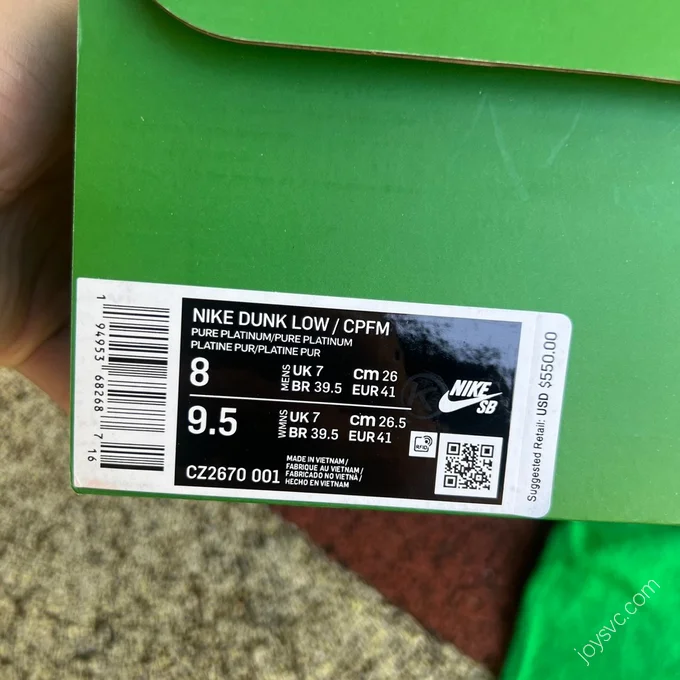 NIKE DUNK LOW / CPFM
PURE PLATINUM/PURE PLATINUM
PLATINE PUR/PLATINE PUR
8 MENS UK 7 cm 26
BR 39.5 EUR 41
9.5 WMNS UK 7 cm 26.5
BR 39.5 EUR 41
CZ2670 001
MADE IN VIETNAM/
FABRIQUE AU VIETNAM/
FABRICADO NO VIETNA/
HECHO EN VIETNAM
NIKE
SB
RFID
1 94953 68268 7
16
Suggested Retail: USD $550.00
joysvc.com